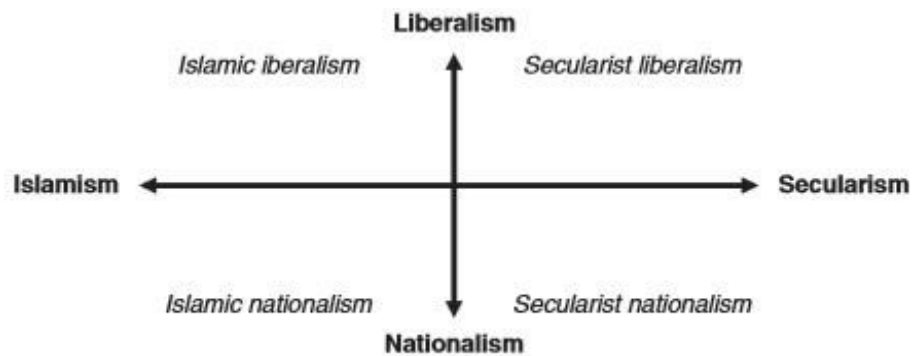 Liberalism
Islamic iberalism
Secularist liberalism
Islamism
Secularism
Islamic nationalism
Secularist nationalism
Nationalism